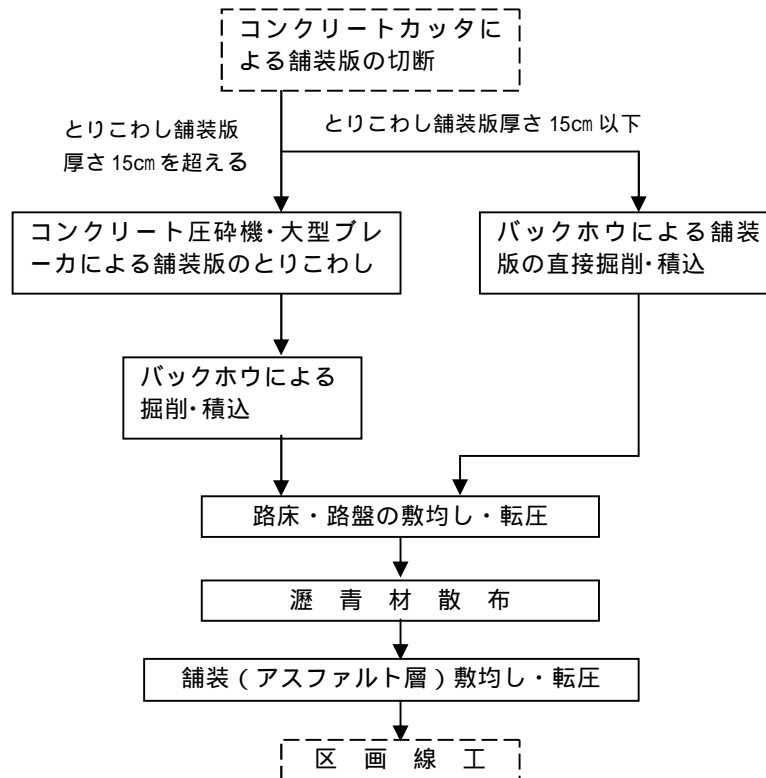 コンクリートカッタに
よる舗装版の切断
とりこわし舗装版
厚さ15cmを超える
とりこわし舗装版厚さ15cm以下
コンクリート圧砕機・大型ブレ
ーカによる舗装版のとりこわし
バックホウによる舗装
版の直接掘削・積込
バックホウによる
掘削・積込
路床・路盤の敷均し・転圧
瀝青材散布
舗装(アスファルト層)敷均し・転圧
区画線工